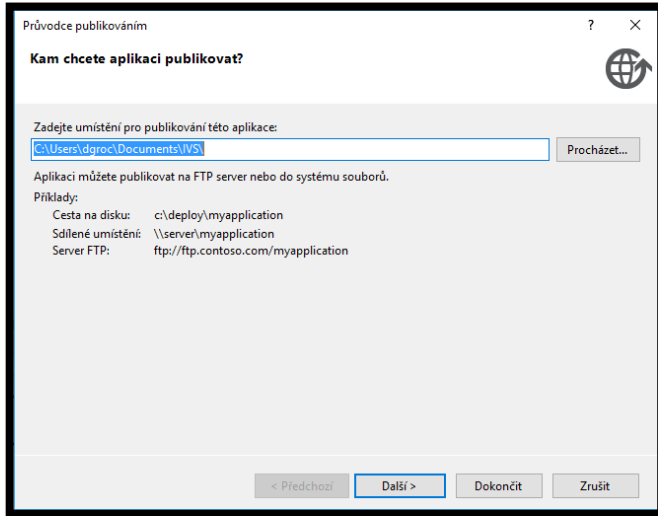 Průvodce publikováním
?
Kam chcete aplikaci publikovat?
Zadejte umístění pro publikování této aplikace:
C:\Users\dgroc\Documents\IVS\
Procházet...
Aplikaci můžete publikovat na FTP server nebo do systému souborů.
Příklady:
Cesta na disku: c:\deploy\myapplication
Sdílené umístění: \\server\myapplication
Server FTP: ftp://ftp.contoso.com/myapplication
< Předchozí Další > Dokončit Zrušit